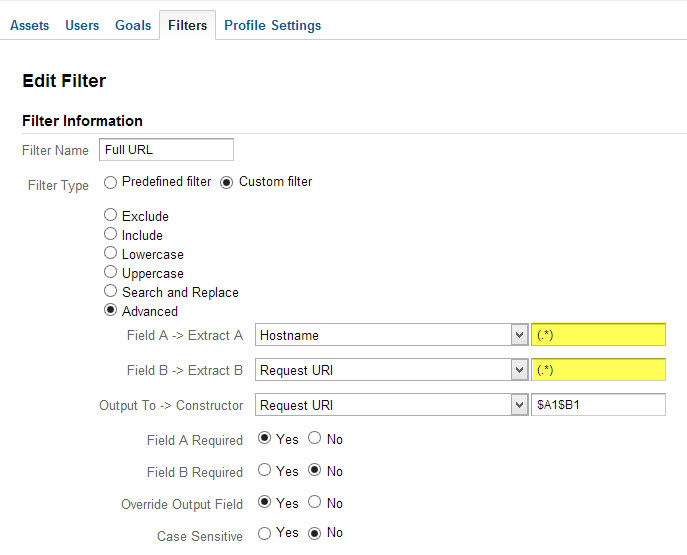 Assets Users Goals Filters Profile Settings
Edit Filter
Filter Information
Filter Name Full URL
Filter Type Predefined filter Custom filter
Exclude
Include
Lowercase
Uppercase
Search and Replace
Advanced
Field A -> Extract A Hostname (.*)
Field B -> Extract B Request URI (.*)
Output To -> Constructor Request URI $A1$B1
Field A Required Yes No
Field B Required Yes No
Override Output Field Yes No
Case Sensitive Yes No